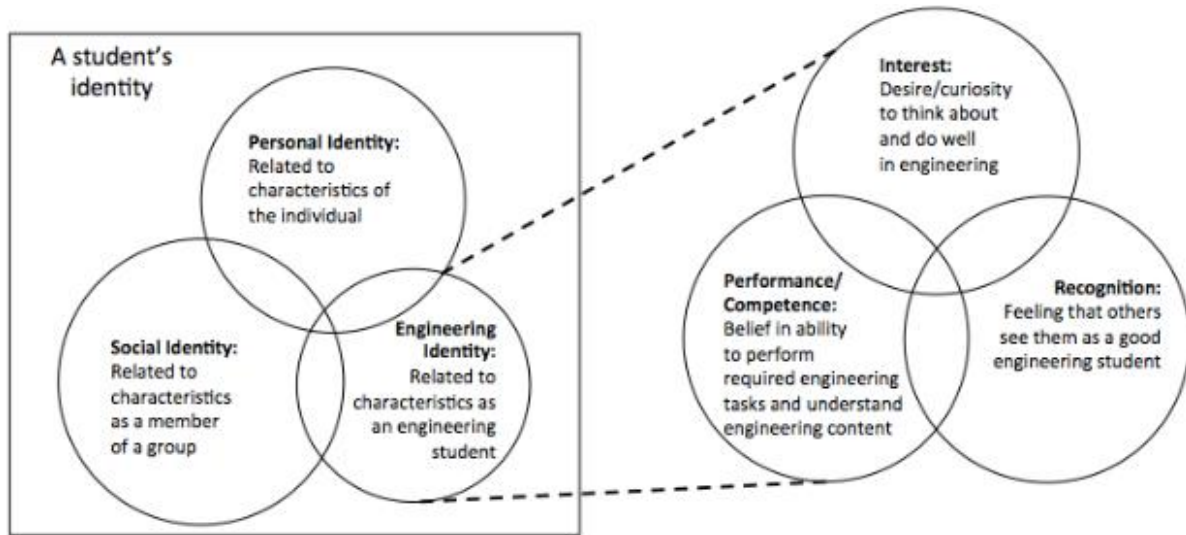 A student's
identity
Personal Identity:
Related to
characteristics of
the individual
Social Identity:
Related to
characteristics
as a member
of a group
Engineering
Identity:
Related to
characteristics as
an engineering
student
Interest:
Desire/curiosity
to think about
and do well
in engineering
Performance/
Competence:
Belief in ability
to perform
required engineering
tasks and understand
engineering content
Recognition:
Feeling that others
see them as a good
engineering student